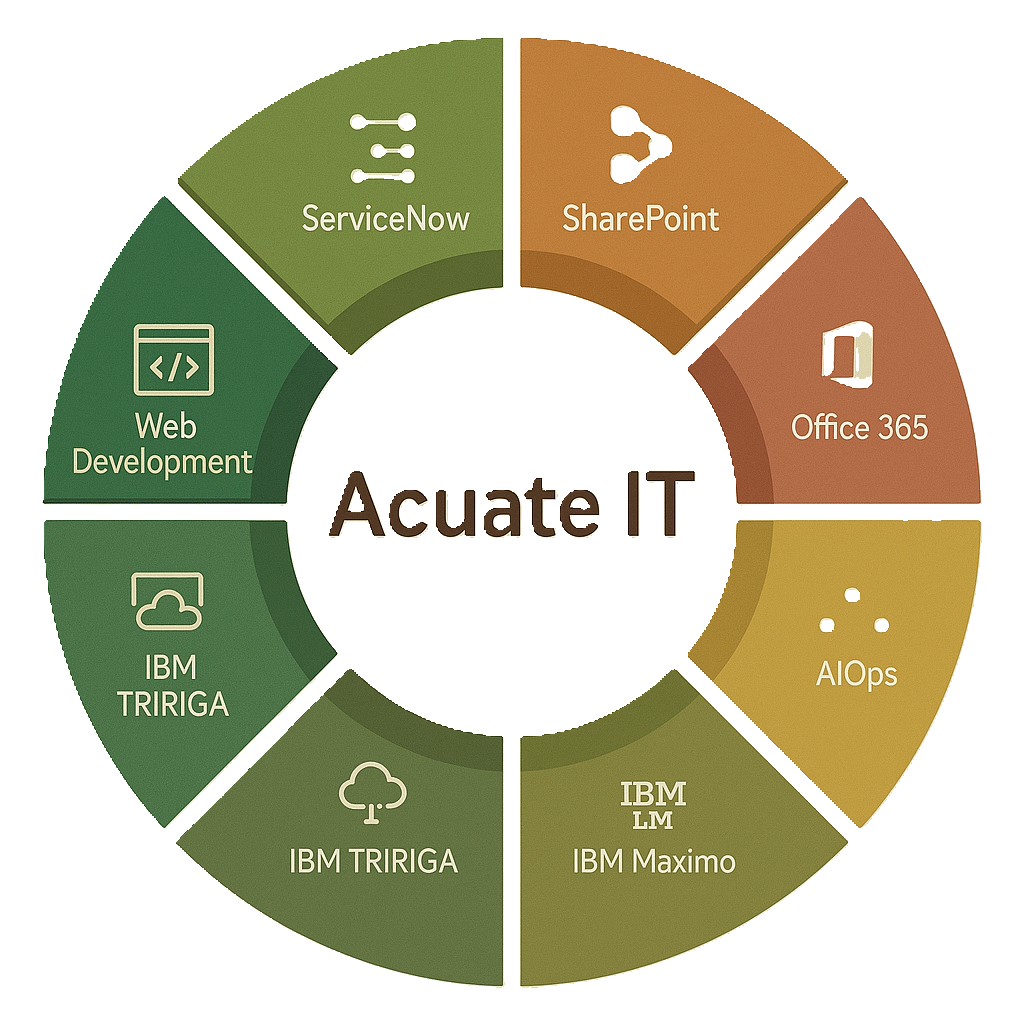 ServiceNow
SharePoint
Office 365
AIOps
IBM
LM
IBM Maximo
IBM TRIRIGA
IBM
TRIRIGA
Web
Development
</>
Acuate IT